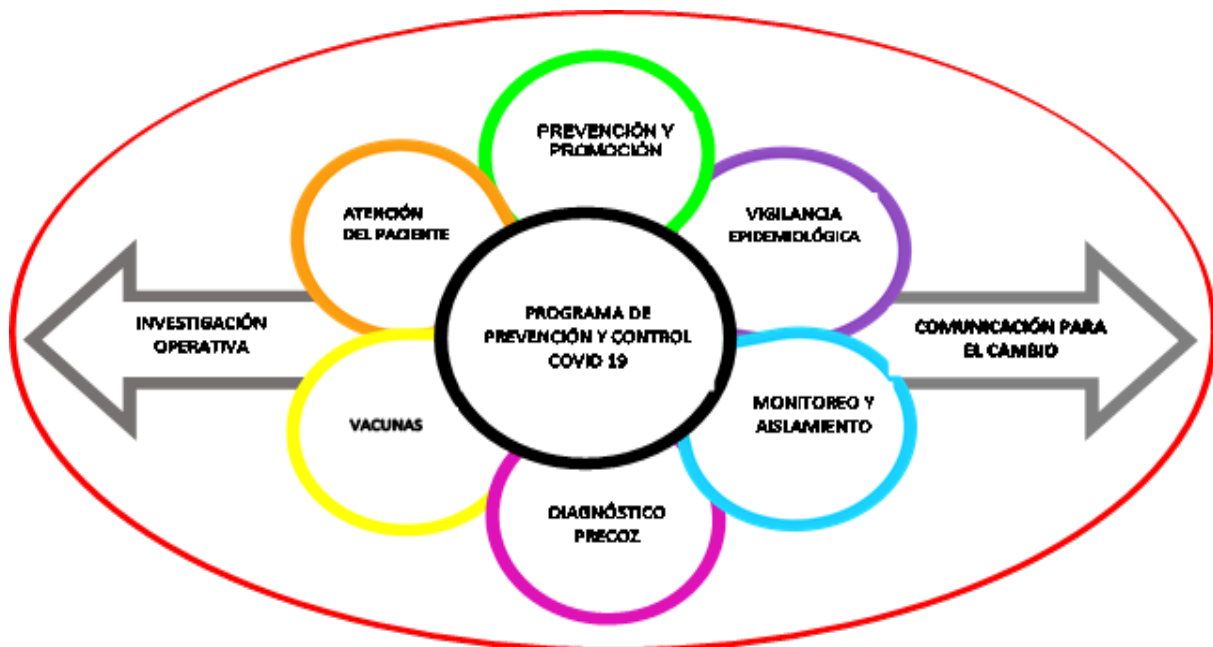 PREVENCIÓN Y
PROMOCIÓN
ATENCIÓN
DEL PACIENTE
VIGILANCIA
EPIDEMIOLÓGICA
INVESTIGACIÓN
OPERATIVA
PROGRAMA DE
PREVENCIÓN Y CONTROL
COVID 19
COMUNICACIÓN PARA
EL CAMBIO
VACUNAS
MONITOREO Y
AISLAMIENTO
DIAGNÓSTICO
PRECOZ